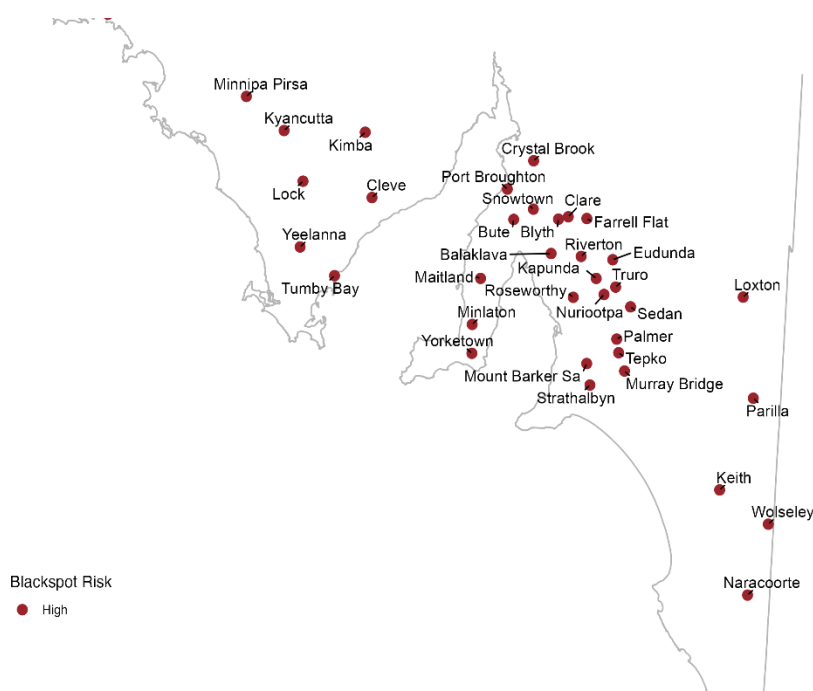 Minnipa Pirsa
Kyancutta
Kimba
Crystal Brook
Port Broughton
Lock
Cleve
Snowtown
Clare
Bute
Blyth
Farrell Flat
Yeelanna
Balaklava
Riverton
Eudunda
Kapunda
Tumby Bay
Maitland
Truro
Roseworthy
Loxton
Nuriootpa
Sedan
Minlaton
Yorketown
Palmer
Tepko
Mount Barker Sa
Murray Bridge
Strathalbyn
Parilla
Keith
Wolseley
Naracoorte
Blackspot Risk
High